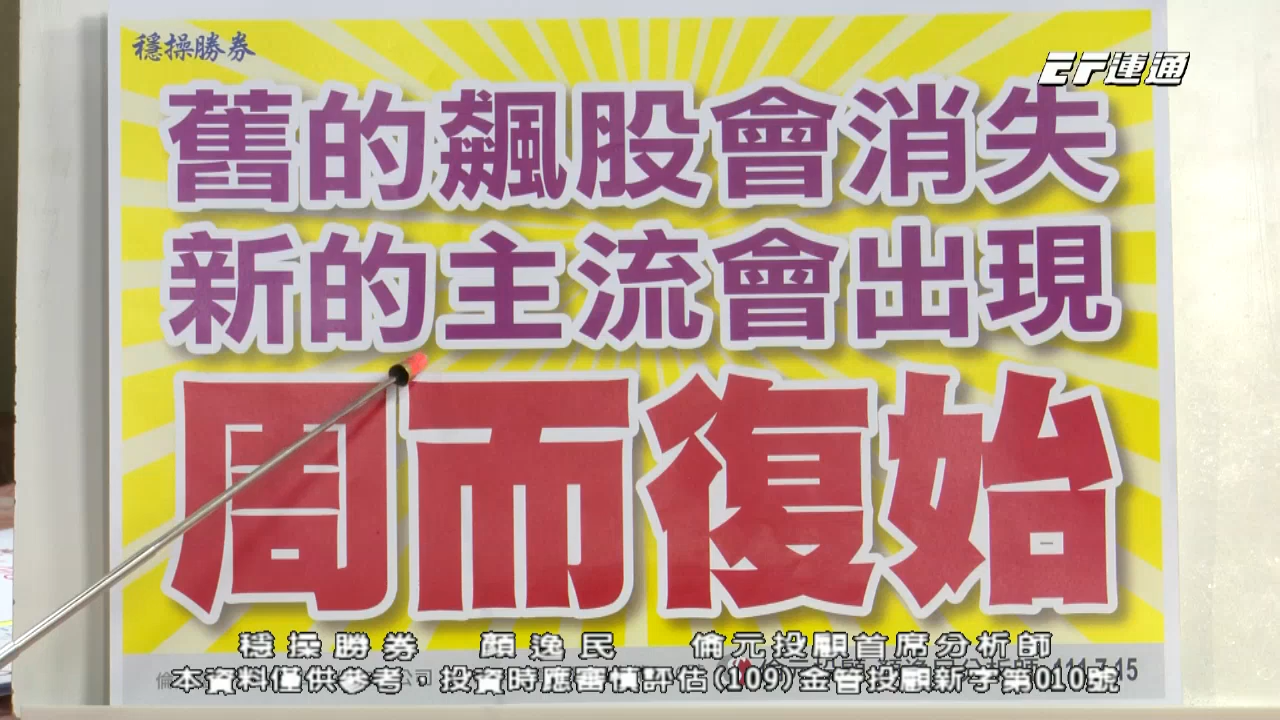 穩操勝券
EF運通
舊的飆股會消失
新的主流會出現
周而復始
穩操勝券 顏逸民 倫元投顧首席分析師
本資料僅供參考，投資時應審慎評估(109)金管投顧新字第010號